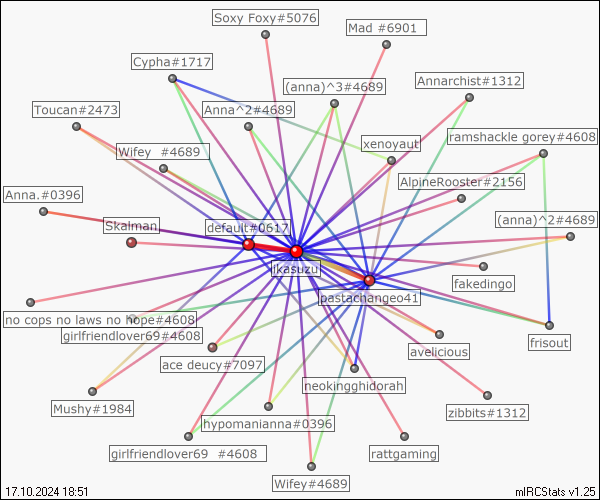 Soxy Foxy#5076
Mad #6901
Cypha#1717
(anna)^3#4689
Annarchist#1312
Toucan#2473
Anna^2#4689
ramshackle gorey#4608
xenoyaut
Wifey #4689
AlpineRooster#2156
Anna.#0396
(anna)^2#4689
Skalman
default#0617
jkasuzu
fakedingo
pastachangeo41
no cops no laws no hope#4608
girlfriendlover69#4608
frisout
avelicious
ace deucy#7097
neokingghidorah
Mushy#1984
zibbits#1312
hypomanianna#0396
girlfriendlover69 #4608
rattgaming
Wifey#4689
17.10.2024 18:51
mIRCStats v1.25